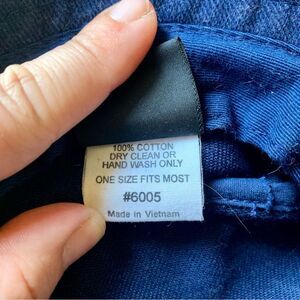 100% COTTON
DRY CLEAN OR
HAND WASH ONLY
ONE SIZE FITS MOST
#6005
Made in Vietnam